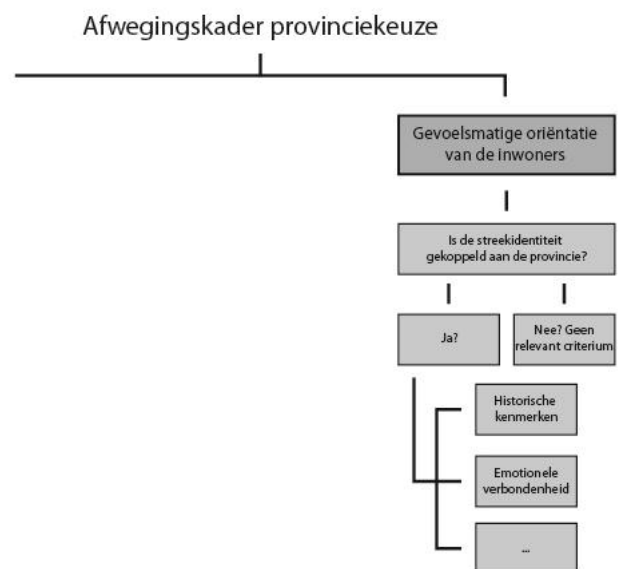 Afwegingskader provinciekeuze
Gevoelsmatige oriëntatie
van de inwoners
Is de streekidentiteit
gekoppeld aan de provincie?
Ja?
Nee? Geen
relevant criterium
Historische
kenmerken
Emotionele
verbondenheid
...